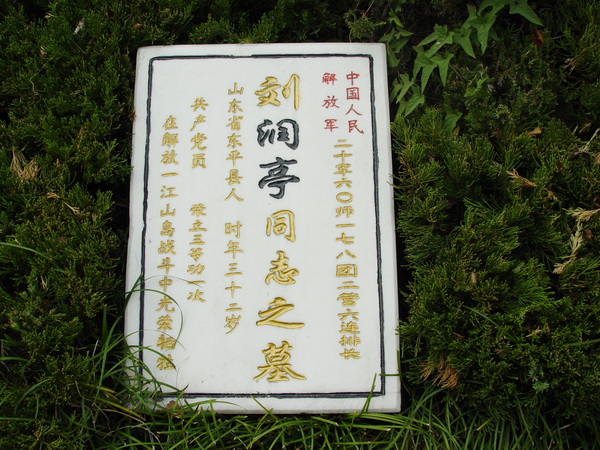 中国人民
解放军
二十军六〇师一七八团二营六连排长
刘润亭同志之墓
山东省东平县人 时年三十二岁
共产党员 荣立三等功一次
在解放一江山岛战斗中光荣牺牲